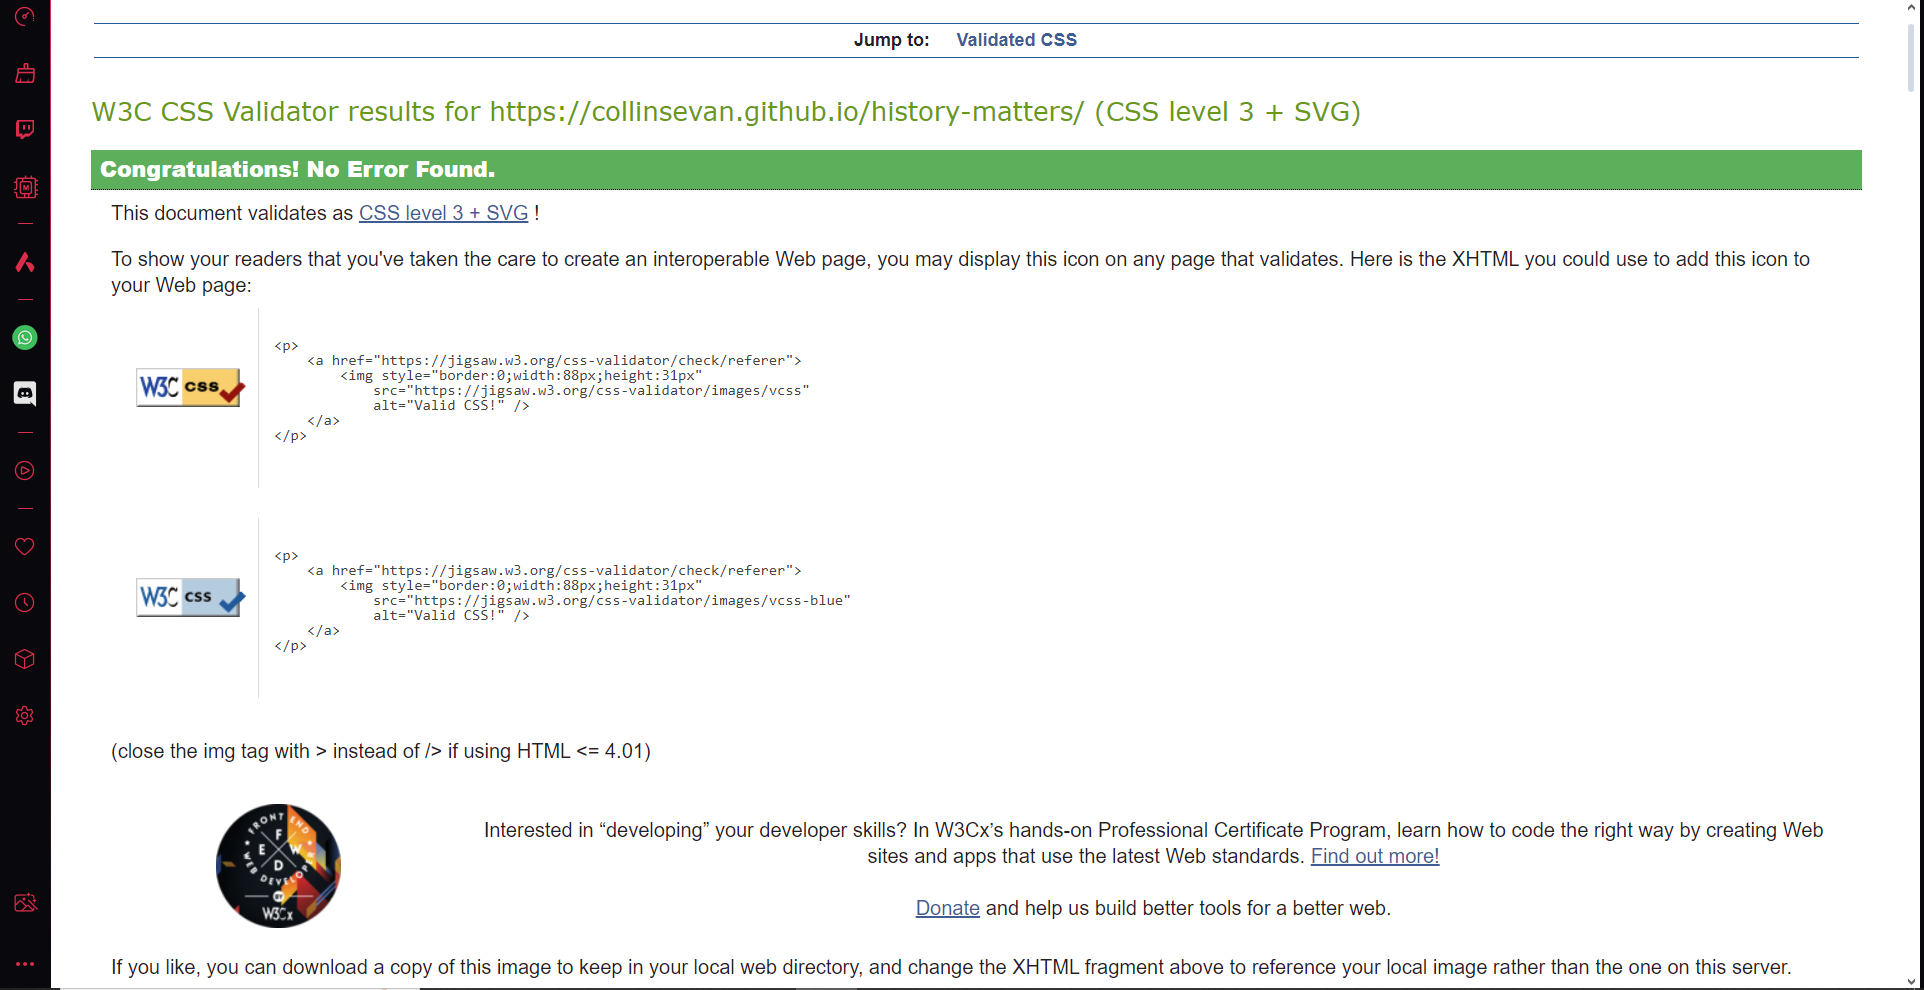 Jump to: Validated CSS
W3C CSS Validator results for https://collinsevan.github.io/history-matters/ (CSS level 3 + SVG)
Congratulations! No Error Found.
This document validates as CSS level 3 + SVG !
To show your readers that you've taken the care to create an interoperable Web page, you may display this icon on any page that validates. Here is the XHTML you could use to add this icon to
your Web page:
W3C css
<p>
<a href="https://jigsaw.w3.org/css-validator/check/referer">
<img style="border:0;width:88px;height:31px"
src="https://jigsaw.w3.org/css-validator/images/vcss"
alt="Valid CSS!" />
</a>
</p>
W3C css
<p>
<a href="https://jigsaw.w3.org/css-validator/check/referer">
<img style="border:0;width:88px;height:31px"
src="https://jigsaw.w3.org/css-validator/images/vcss-blue"
alt="Valid CSS!" />
</a>
</p>
(close the img tag with > instead of /> if using HTML <= 4.01)
FRONT END
F E W D
WEB DEVELOPER
W3Cx
Interested in “developing” your developer skills? In W3Cx’s hands-on Professional Certificate Program, learn how to code the right way by creating Web
sites and apps that use the latest Web standards. Find out more!
Donate and help us build better tools for a better web.
If you like, you can download a copy of this image to keep in your local web directory, and change the XHTML fragment above to reference your local image rather than the one on this server.